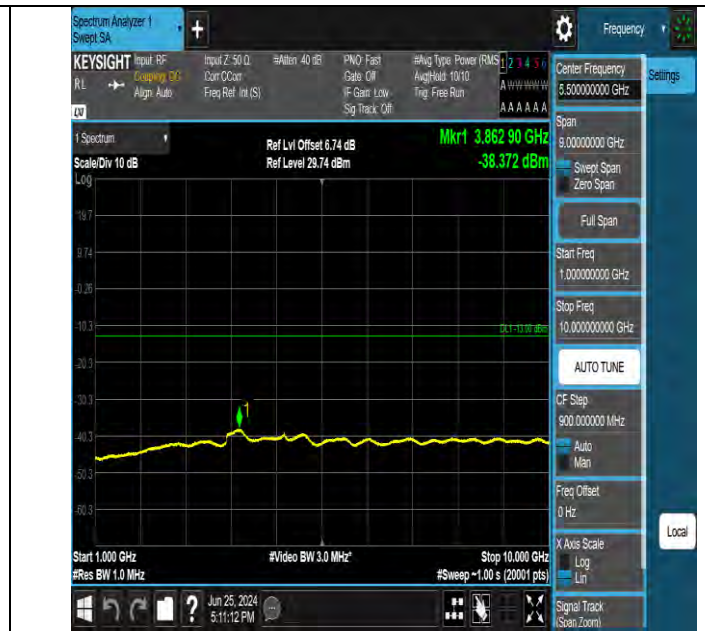 Spectrum Analyzer 1
Swept SA
+
Frequency
KEYSIGHT
RL
LXI
Input: RF
Coupling: DC
Align: Auto
Input Z: 50 Ω
Corr CCorr
Freq Ref: Int (S)
#Atten: 40 dB
PNO: Fast
Gate: Off
IF Gain: Low
Sig Track: Off
#Avg Type: Power (RMS
Avg|Hold: 10/10
Trig: Free Run
1 2 3 4 5 6
A W W W W W
A A A A A A
1 Spectrum
Scale/Div 10 dB
Ref Lvl Offset 6.74 dB
Ref Level 29.74 dBm
Mkr1 3.862 90 GHz
-38.372 dBm
Log
19.7
9.74
-0.26
-10.3
DL1 -13.00 dBm
-20.3
-30.3
1
-40.3
-50.3
-60.3
Start 1.000 GHz
#Res BW 1.0 MHz
#Video BW 3.0 MHz*
Stop 10.000 GHz
#Sweep ~1.00 s (20001 pts)
Center Frequency
5.500000000 GHz
Settings
Span
9.00000000 GHz
Swept Span
Zero Span
Full Span
Start Freq
1.000000000 GHz
Stop Freq
10.000000000 GHz
AUTO TUNE
CF Step
900.000000 MHz
Auto
Man
Freq Offset
0 Hz
Local
X Axis Scale
Log
Lin
Signal Track
(Span Zoom)
?
Jun 25, 2024
5:11:12 PM